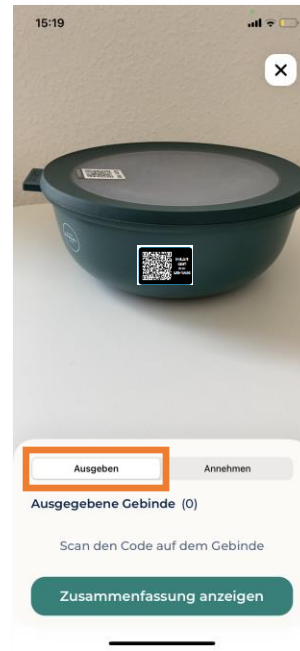 15:19
Ausgeben
Annehmen
Ausgegebene Gebinde (0)
Scan den Code auf dem Gebinde
Zusammenfassung anzeigen